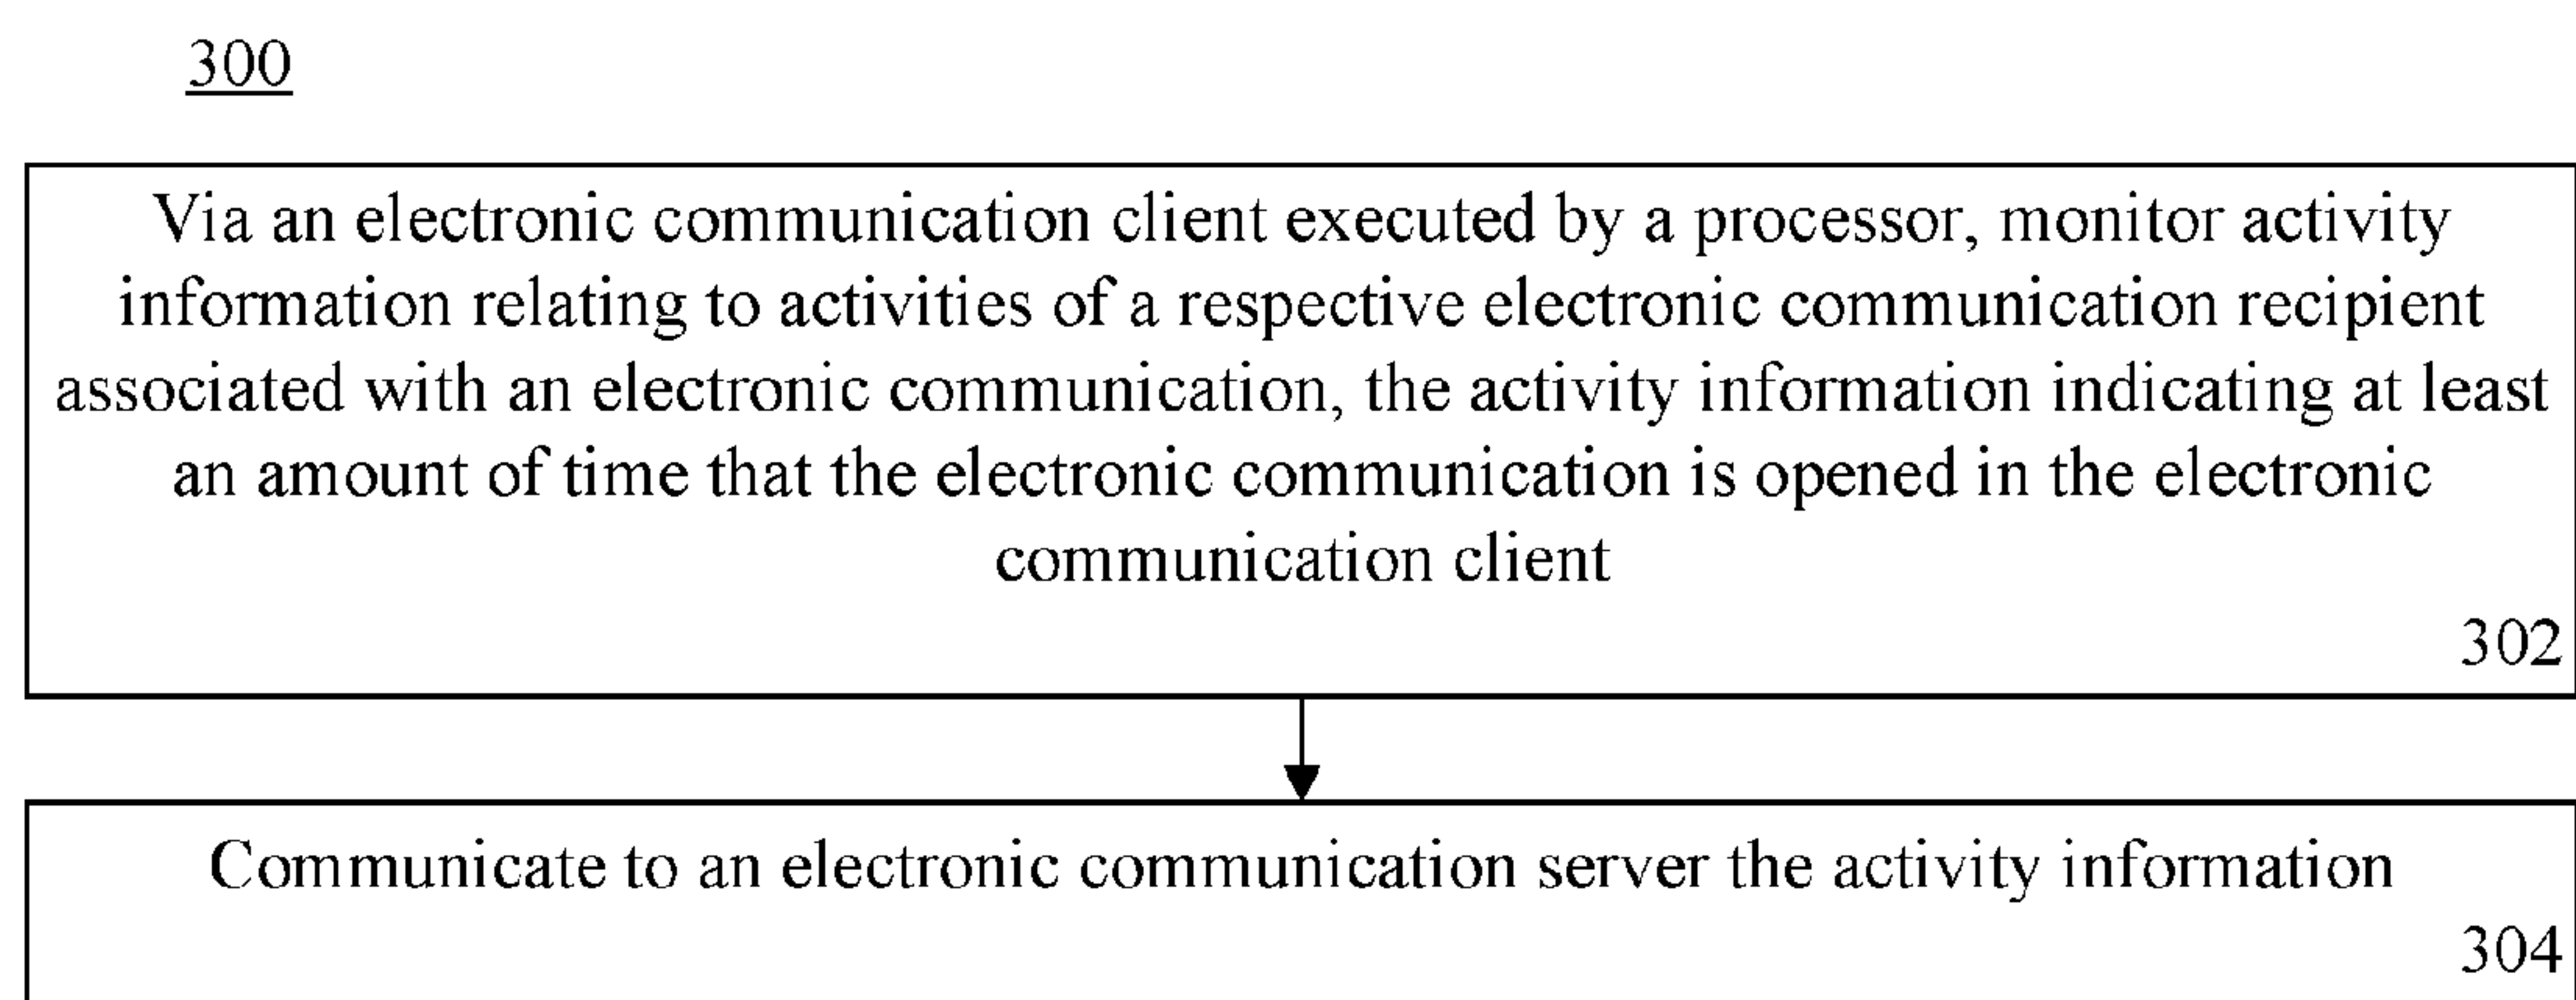 300
Via an electronic communication client executed by a processor, monitor activity
information relating to activities of a respective electronic communication recipient
associated with an electronic communication, the activity information indicating at least
an amount of time that the electronic communication is opened in the electronic
communication client
302
Communicate to an electronic communication server the activity information
304